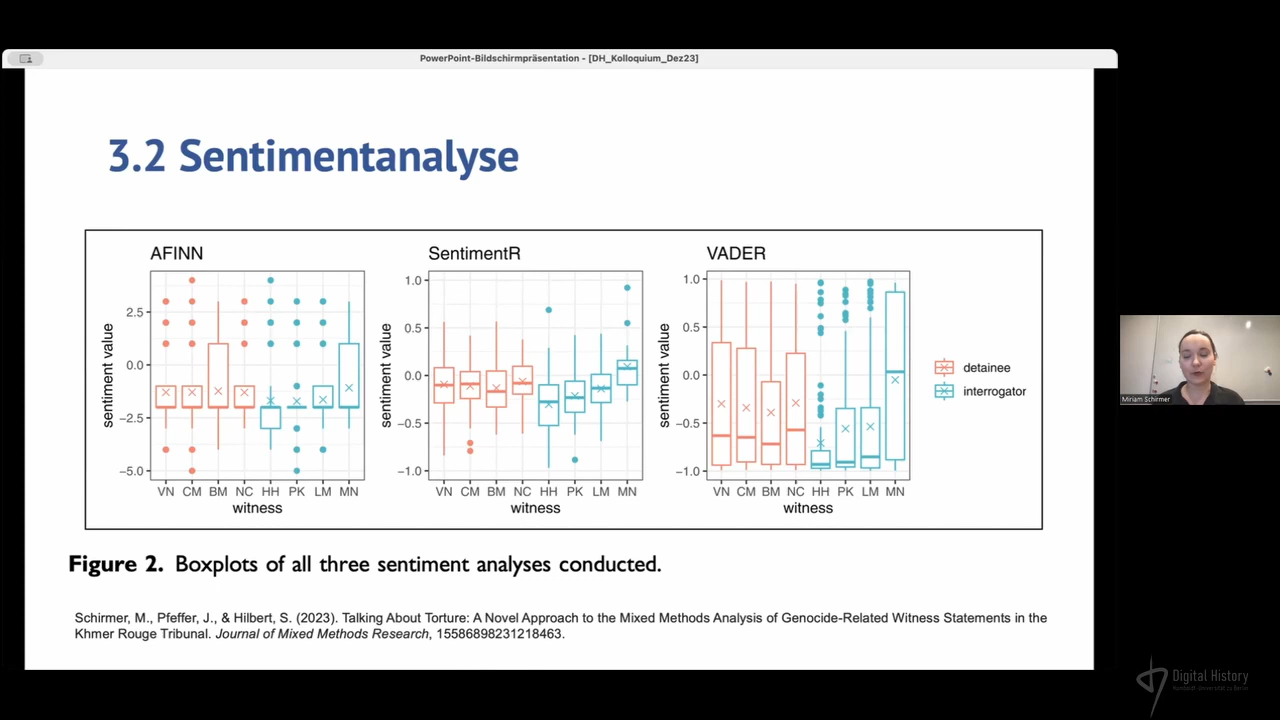 PowerPoint-Bildschirmpräsentation - [DH_Kolloquium_Dez23]
3.2 Sentimentanalyse
AFINN
SentimentR
VADER
sentiment value
2.5
0.0
−2.5
−5.0
VN CM BM NC HH PK LM MN
witness
sentiment value
1.0
0.5
0.0
−0.5
−1.0
VN CM BM NC HH PK LM MN
witness
sentiment value
1.0
0.5
0.0
−0.5
−1.0
VN CM BM NC HH PK LM MN
witness
detainee
interrogator
Figure 2. Boxplots of all three sentiment analyses conducted.
Schirmer, M., Pfeffer, J., & Hilbert, S. (2023). Talking About Torture: A Novel Approach to the Mixed Methods Analysis of Genocide-Related Witness Statements in the
Khmer Rouge Tribunal. Journal of Mixed Methods Research, 15586898231218463.
Miriam Schirmer
Digital History
Humboldt-Universität zu Berlin